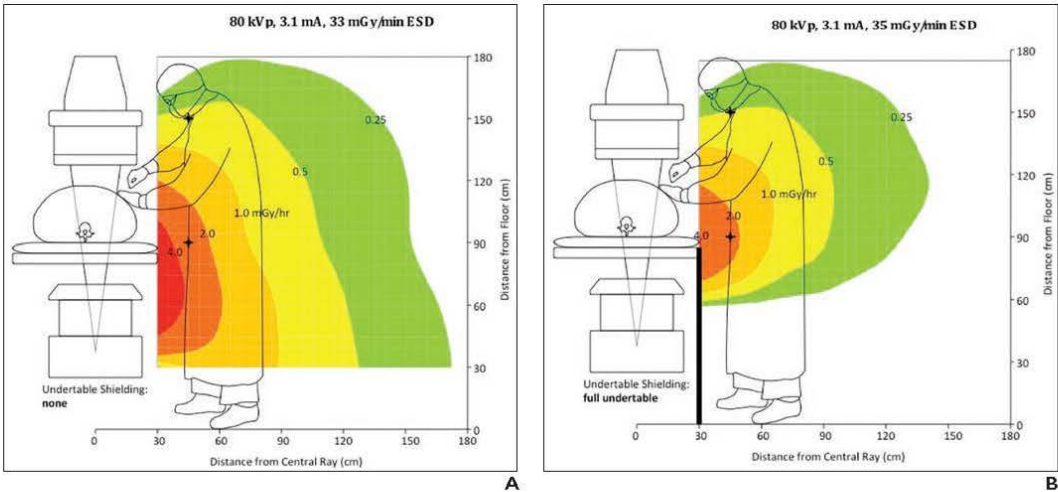 80 kVp, 3.1 mA, 33 mGy/min ESD
180
150
120
90
60
30
0
Distance from Floor (cm)
0.25
0.5
1.0 mGy/hr
2.0
4.0
Undertable Shielding:
none
0 30 60 90 120 150 180
Distance from Central Ray (cm)
A
80 kVp, 3.1 mA, 35 mGy/min ESD
180
150
120
90
60
30
0
Distance from Floor (cm)
0.25
0.5
1.0 mGy/hr
2.0
4.0
Undertable Shielding:
full undertable
0 30 60 90 120 150 180
Distance from Central Ray (cm)
B